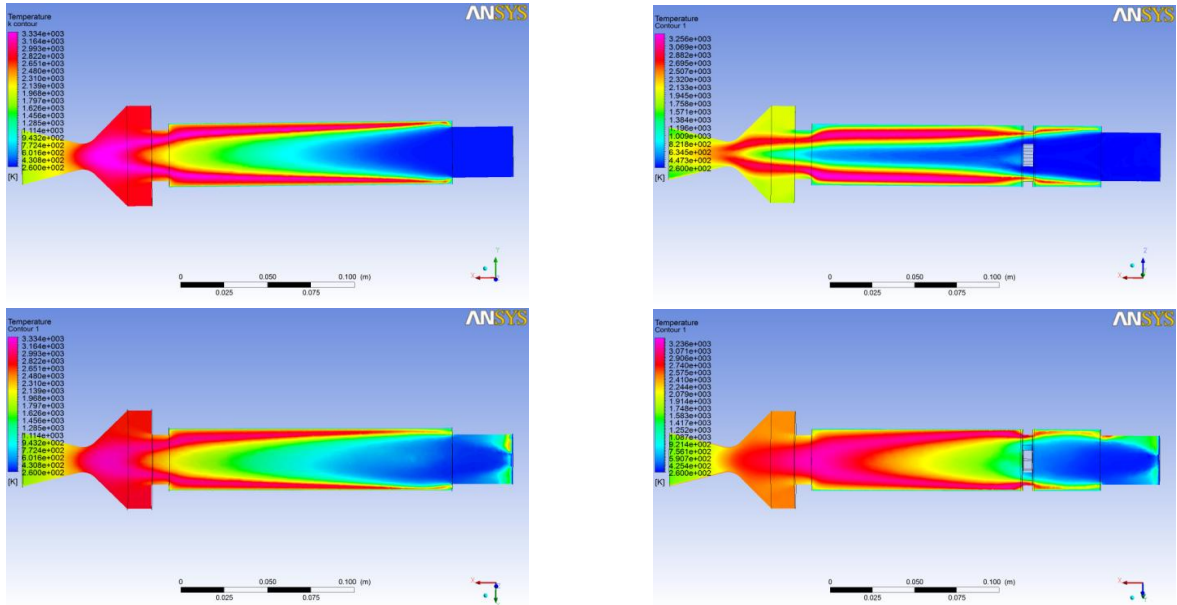 ANSYS
Temperature
k contour
3.334e+003
3.164e+003
2.993e+003
2.822e+003
2.651e+003
2.480e+003
2.310e+003
2.139e+003
1.968e+003
1.797e+003
1.626e+003
1.456e+003
1.285e+003
1.114e+003
9.432e+002
7.724e+002
6.016e+002
4.308e+002
2.600e+002
[K]
0 0.050 0.100 (m)
0.025 0.075
Y
X
ANSYS
Temperature
Contour 1
3.256e+003
3.069e+003
2.882e+003
2.695e+003
2.507e+003
2.320e+003
2.133e+003
1.945e+003
1.758e+003
1.571e+003
1.384e+003
1.196e+003
1.009e+003
8.218e+002
6.345e+002
4.473e+002
2.600e+002
[K]
0 0.050 0.100 (m)
0.025 0.075
Z
X
ANSYS
Temperature
Contour 1
3.334e+003
3.164e+003
2.993e+003
2.822e+003
2.651e+003
2.480e+003
2.310e+003
2.139e+003
1.968e+003
1.797e+003
1.626e+003
1.456e+003
1.285e+003
1.114e+003
9.432e+002
7.724e+002
6.016e+002
4.308e+002
2.600e+002
[K]
0 0.050 0.100 (m)
0.025 0.075
X
ANSYS
Temperature
Contour 1
3.236e+003
3.071e+003
2.906e+003
2.740e+003
2.575e+003
2.410e+003
2.244e+003
2.079e+003
1.914e+003
1.748e+003
1.583e+003
1.417e+003
1.252e+003
1.087e+003
9.214e+002
7.561e+002
5.907e+002
4.254e+002
2.600e+002
[K]
0 0.050 0.100 (m)
0.025 0.075
X